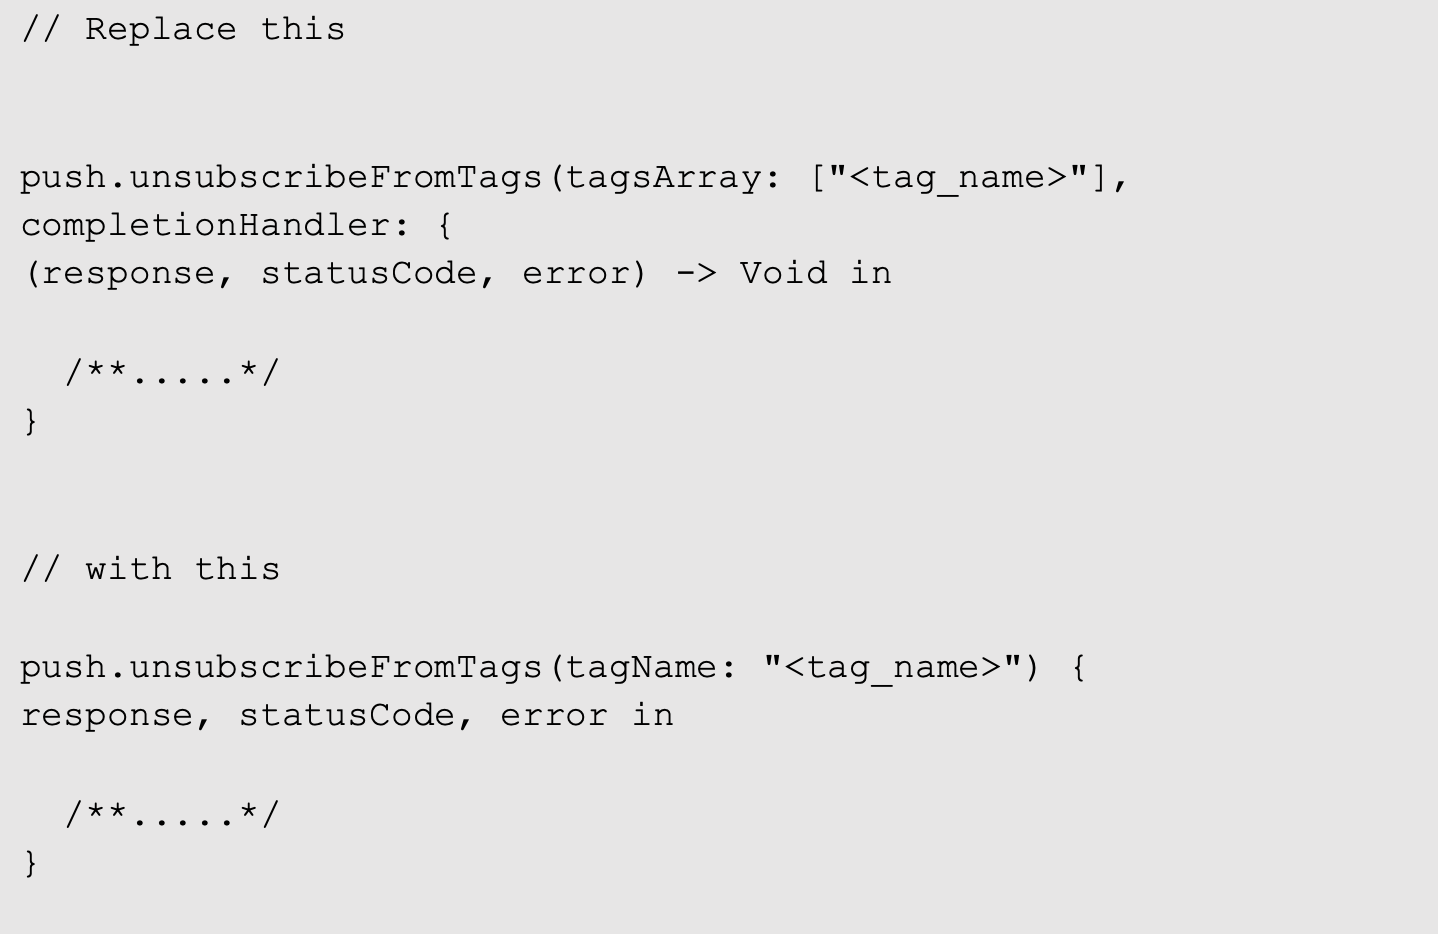 // Replace this
push.unsubscribeFromTags(tagsArray: ["<tag_name>"],
completionHandler: {
(response, statusCode, error) -> Void in
  /**.....*/
}
// with this
push.unsubscribeFromTags(tagName: "<tag_name>") {
response, statusCode, error in
  /**.....*/
}